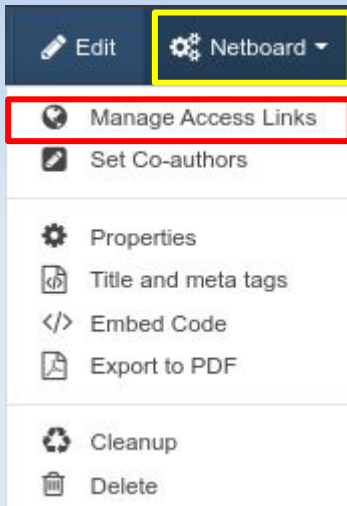 Edit Netboard
Manage Access Links
Set Co-authors
Properties
Title and meta tags
Embed Code
Export to PDF
Cleanup
Delete